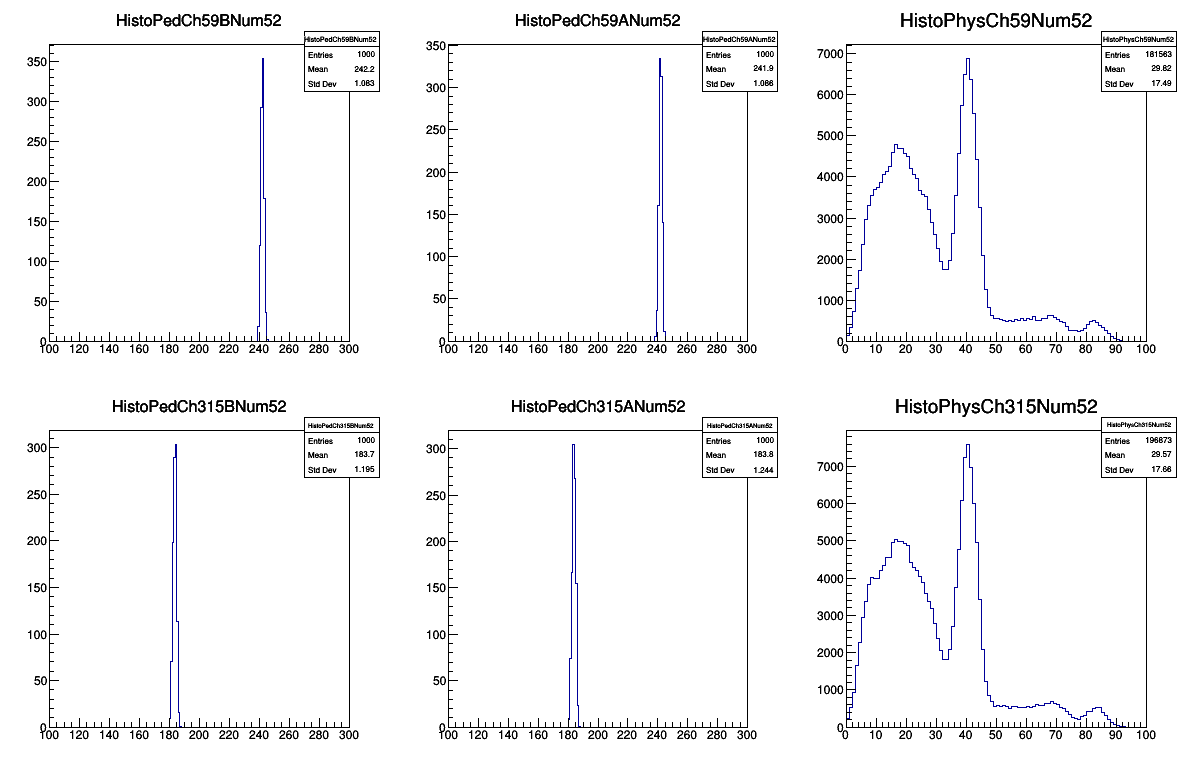 HistoPedCh59BNum52
HistoPedCh59BNum52
Entries 1000
Mean 242.2
Std Dev 1.083
350
300
250
200
150
100
50
0
100 120 140 160 180 200 220 240 260 280 300
HistoPedCh59ANum52
HistoPedCh59ANum52
Entries 1000
Mean 241.9
Std Dev 1.086
350
300
250
200
150
100
50
0
100 120 140 160 180 200 220 240 260 280 300
HistoPhysCh59Num52
HistoPhysCh59Num52
Entries 181563
Mean 29.82
Std Dev 17.49
7000
6000
5000
4000
3000
2000
1000
0
0 10 20 30 40 50 60 70 80 90 100
HistoPedCh315BNum52
HistoPedCh315BNum52
Entries 1000
Mean 183.7
Std Dev 1.195
300
250
200
150
100
50
0
100 120 140 160 180 200 220 240 260 280 300
HistoPedCh315ANum52
HistoPedCh315ANum52
Entries 1000
Mean 183.8
Std Dev 1.244
300
250
200
150
100
50
0
100 120 140 160 180 200 220 240 260 280 300
HistoPhysCh315Num52
HistoPhysCh315Num52
Entries 196873
Mean 29.57
Std Dev 17.66
7000
6000
5000
4000
3000
2000
1000
0
0 10 20 30 40 50 60 70 80 90 100